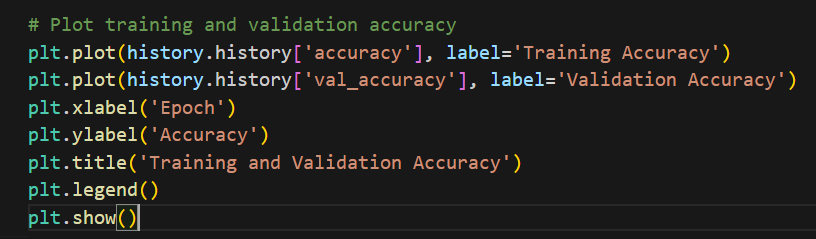 # Plot training and validation accuracy
plt.plot(history.history['accuracy'], label='Training Accuracy')
plt.plot(history.history['val_accuracy'], label='Validation Accuracy')
plt.xlabel('Epoch')
plt.ylabel('Accuracy')
plt.title('Training and Validation Accuracy')
plt.legend()
plt.show()